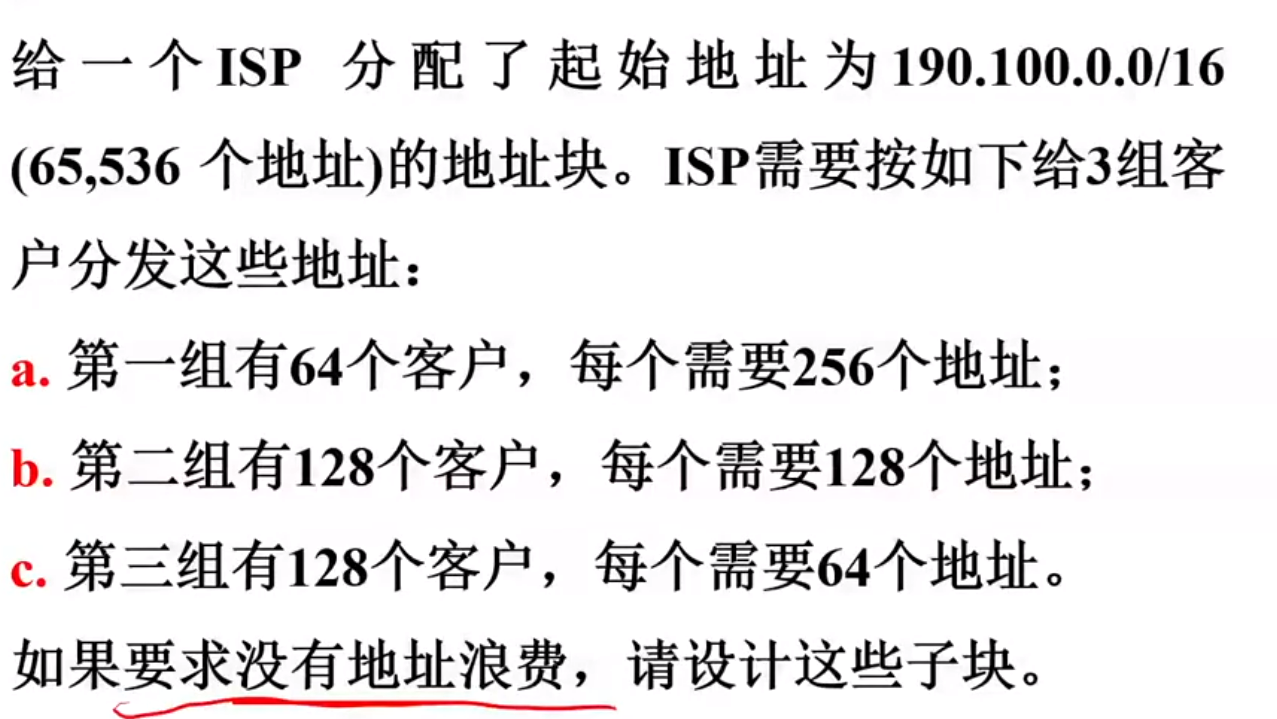 给一个ISP 分配了起始地址为190.100.0.0/16
(65,536 个地址)的地址块。ISP需要按如下给3组客
户分发这些地址：
a. 第一组有64个客户，每个需要256个地址；
b. 第二组有128个客户，每个需要128个地址；
c. 第三组有128个客户，每个需要64个地址。
如果要求没有地址浪费，请设计这些子块。